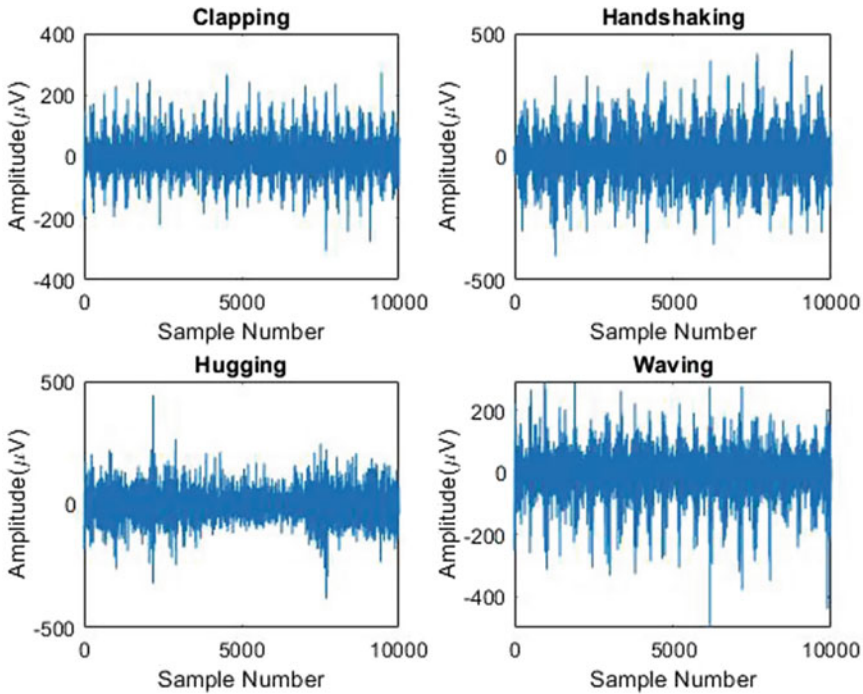 Clapping
400
200
0
-200
-400
Amplitude(μV)
0 5000 10000
Sample Number
Handshaking
500
0
-500
Amplitude(μV)
0 5000 10000
Sample Number
Hugging
500
0
-500
Amplitude(μV)
0 5000 10000
Sample Number
Waving
200
0
-200
-400
Amplitude(μV)
0 5000 10000
Sample Number